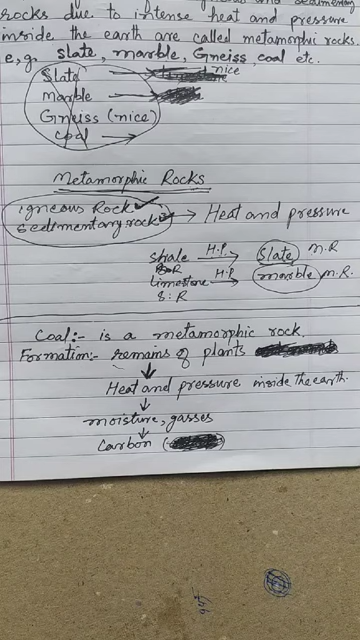 sedimentary
rocks due to intense heat and pressure
inside the earth are called metamorphic rocks.
e,g. slate, marble, Gneiss, coal etc.
Slate → nice
marble →
Gneiss (nice)
coal →
Metamorphic Rocks
igneous Rock ✓
sedimentary rock ✓ → Heat and pressure
shale H.P. → Slate M.R
S.R
limestone H.P → marble M.R.
S.R
Coal:- is a metamorphic rock
Formation:- remains of plants
↓
Heat and pressure inside the earth.
↓
moisture, gasses
↓
Carbon (